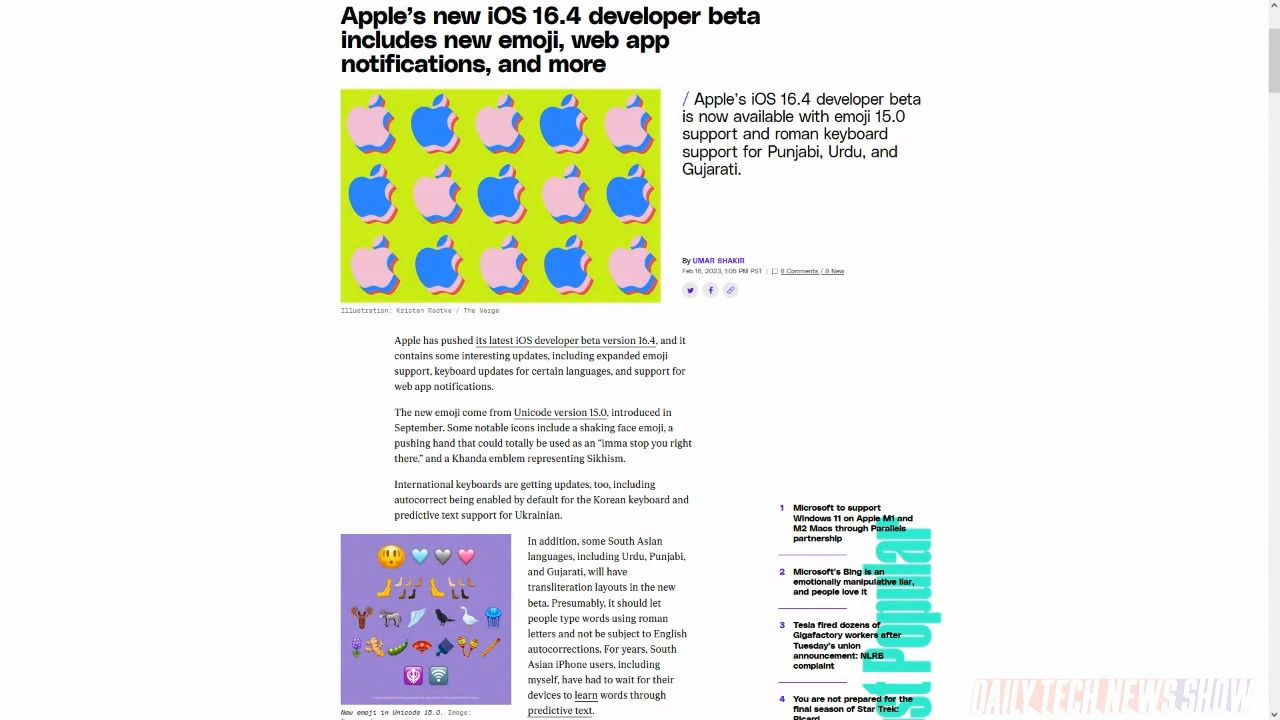 Apple’s new iOS 16.4 developer beta
includes new emoji, web app
notifications, and more
/ Apple’s iOS 16.4 developer beta
is now available with emoji 15.0
support and roman keyboard
support for Punjabi, Urdu, and
Gujarati.
By UMAR SHAKIR
Feb 16, 2023, 1:05 PM PST | 8 Comments / 8 New
Illustration: Kristen Radtke / The Verge
Apple has pushed its latest iOS developer beta version 16.4, and it
contains some interesting updates, including expanded emoji
support, keyboard updates for certain languages, and support for
web app notifications.
The new emoji come from Unicode version 15.0, introduced in
September. Some notable icons include a shaking face emoji, a
pushing hand that could totally be used as an “imma stop you right
there,” and a Khanda emblem representing Sikhism.
International keyboards are getting updates, too, including
autocorrect being enabled by default for the Korean keyboard and
predictive text support for Ukrainian.
In addition, some South Asian
languages, including Urdu, Punjabi,
and Gujarati, will have
transliteration layouts in the new
beta. Presumably, it should let
people type words using roman
letters and not be subject to English
autocorrections. For years, South
Asian iPhone users, including
myself, have had to wait for their
devices to learn words through
predictive text.
New emoji in Unicode 15.0. Image:
st Popular
1 Microsoft to support
Windows 11 on Apple M1 and
M2 Macs through Parallels
partnership
2 Microsoft’s Bing is an
emotionally manipulative liar,
and people love it
3 Tesla fired dozens of
Gigafactory workers after
Tuesday’s union
announcement: NLRB
complaint
4 You are not prepared for the
final season of Star Trek:
Picard
DAILY TECH NEWS SHOW